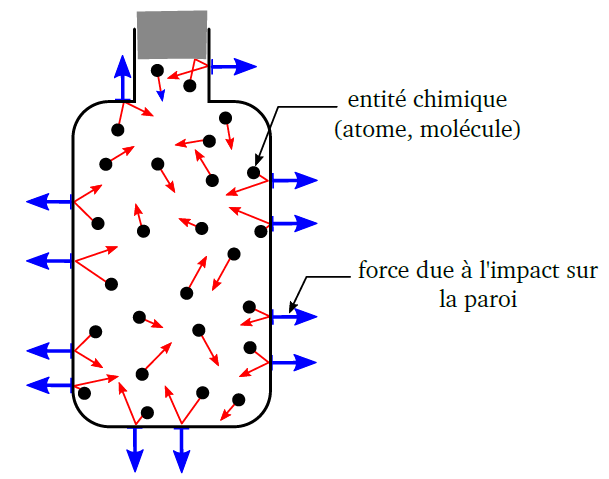 entité chimique
(atome, molécule)
force due à l'impact sur
la paroi